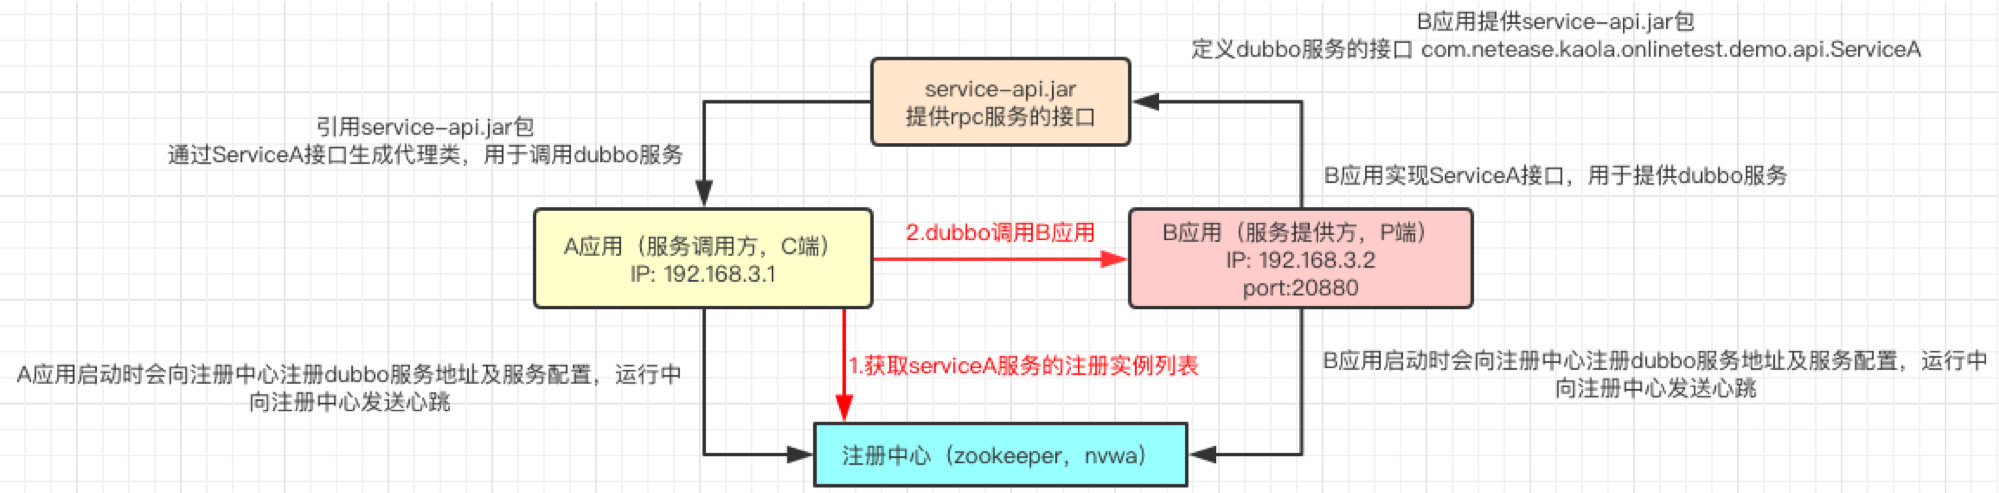 B应用提供service-api.jar包
定义dubbo服务的接口 com.netease.kaola.onlinetest.demo.api.ServiceA
service-api.jar
提供rpc服务的接口
引用service-api.jar包
通过ServiceA接口生成代理类，用于调用dubbo服务
B应用实现ServiceA接口，用于提供dubbo服务
A应用（服务调用方，C端）
IP: 192.168.3.1
2.dubbo调用B应用
B应用（服务提供方，P端）
IP: 192.168.3.2
port:20880
A应用启动时会向注册中心注册dubbo服务地址及服务配置，运行中
向注册中心发送心跳
1.获取serviceA服务的注册实例列表
B应用启动时会向注册中心注册dubbo服务地址及服务配置，运行中
向注册中心发送心跳
注册中心（zookeeper，nvwa）